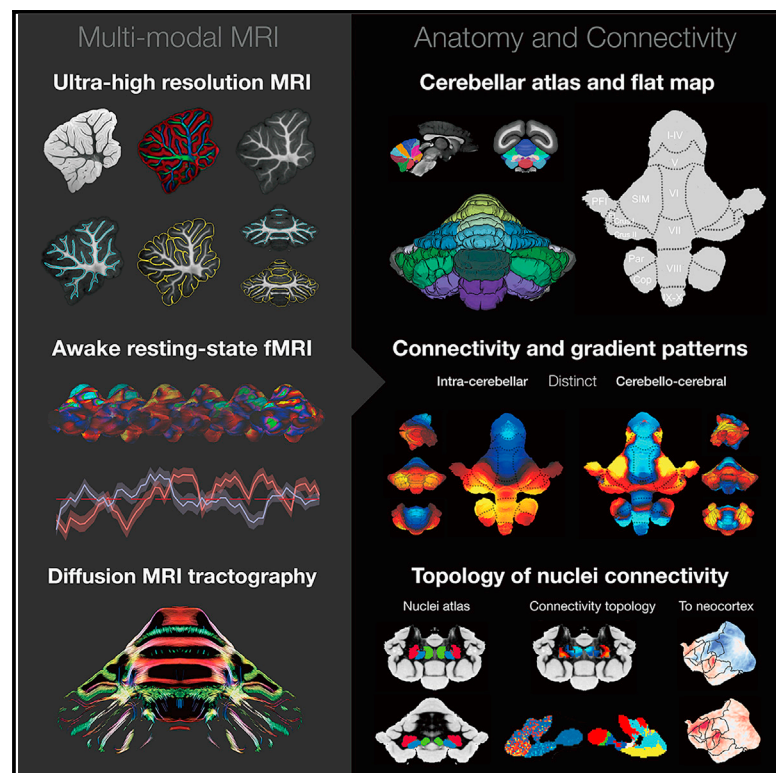 Multi-modal MRI
Anatomy and Connectivity
Ultra-high resolution MRI
Cerebellar atlas and flat map
I-IV
V
PFl
SIM
VI
Crus II
VII
Par
VIII
Cop
IX-X
Awake resting-state fMRI
Connectivity and gradient patterns
Intra-cerebellar Distinct Cerebello-cerebral
Diffusion MRI tractography
Topology of nuclei connectivity
Nuclei atlas Connectivity topology To neocortex